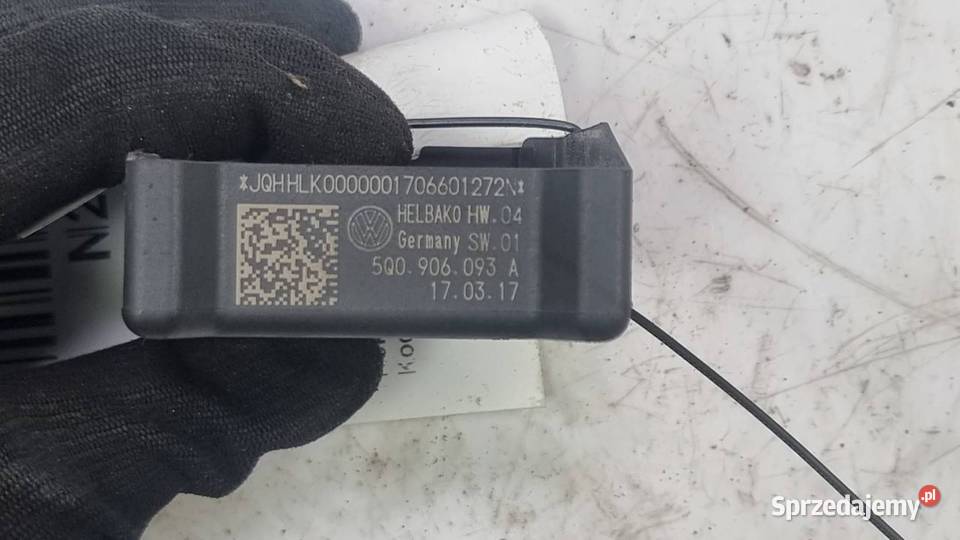 *JQHHLK0000001706601272N*
HELBAKO HW.04
Germany SW.01
5Q0.906.093 A
17.03.17
Sprzedajemy.pl